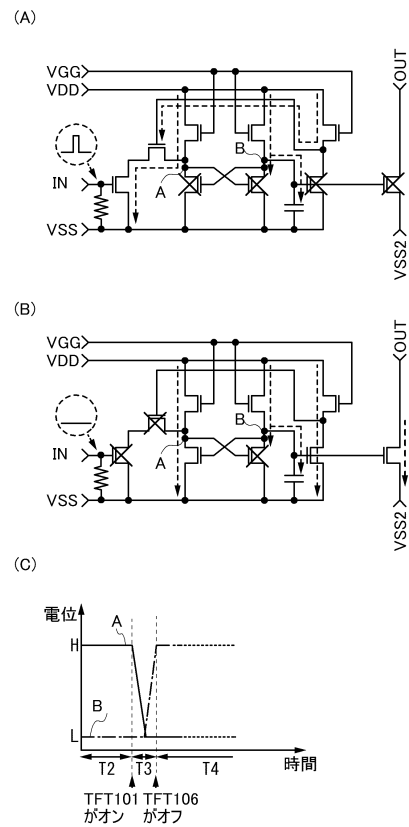 (A)
VGG
VDD
IN
VSS
A
B
OUT
VSS2
(B)
VGG
VDD
IN
VSS
A
B
OUT
VSS2
(C)
電位
H
A
B
L
T2 T3 T4
時間
TFT101 TFT106
がオン がオフ